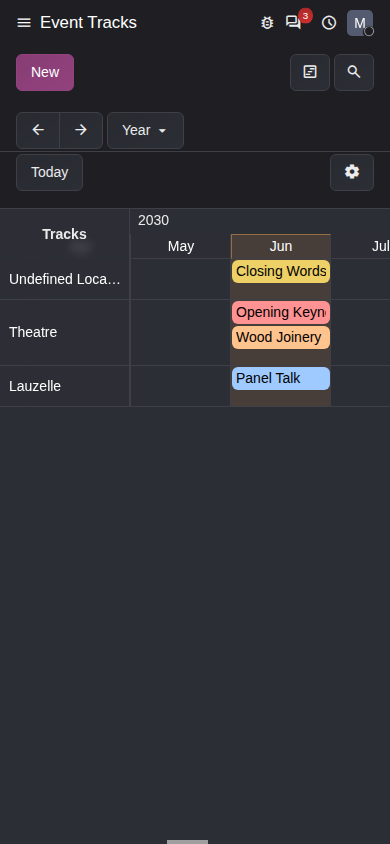 Event Tracks
3
M
New
Year
Today
Tracks
2030
May
Jun
Jul
Undefined Loca...
Closing Words
Theatre
Opening Keyn
Wood Joinery
Lauzelle
Panel Talk